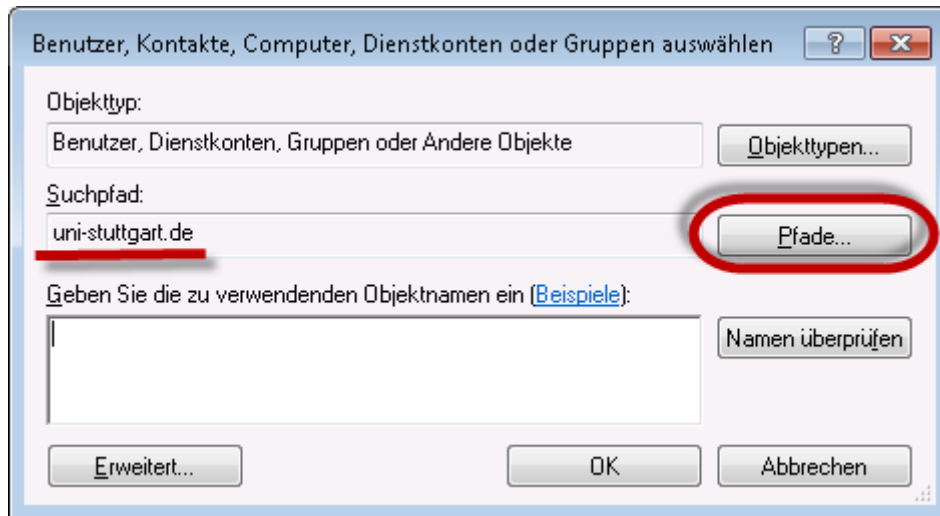 Benutzer, Kontakte, Computer, Dienstkonten oder Gruppen auswählen
Objekttyp:
Benutzer, Dienstkonten, Gruppen oder Andere Objekte
Objekttypen...
Suchpfad:
uni-stuttgart.de
Pfade...
Geben Sie die zu verwendenden Objektnamen ein (Beispiele):
Namen überprüfen
Erweitert...
OK
Abbrechen